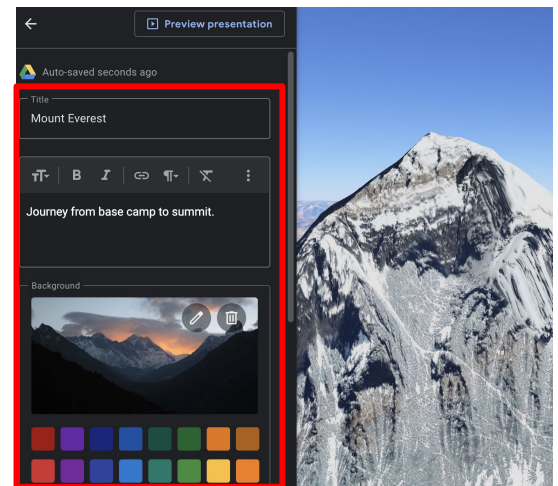 Preview presentation
Auto-saved seconds ago
Title
Mount Everest
Journey from base camp to summit.
Background